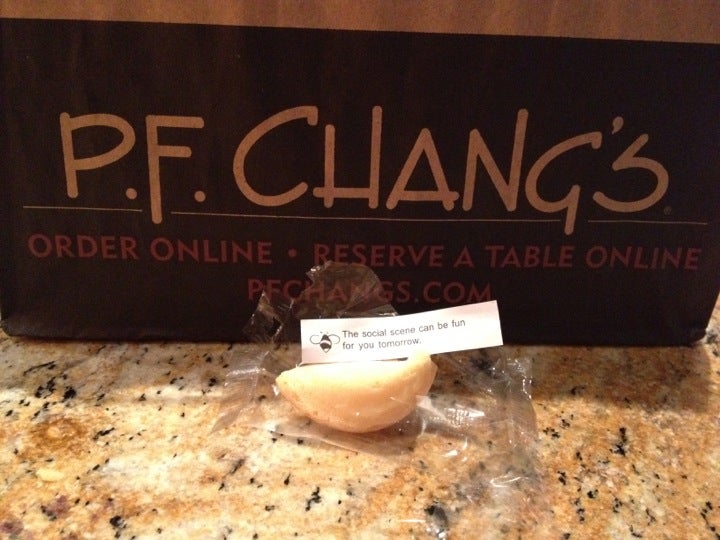 P.F. CHANG'S
ORDER ONLINE • RESERVE A TABLE ONLINE
PFCHANGS.COM
The social scene can be fun
for you tomorrow.